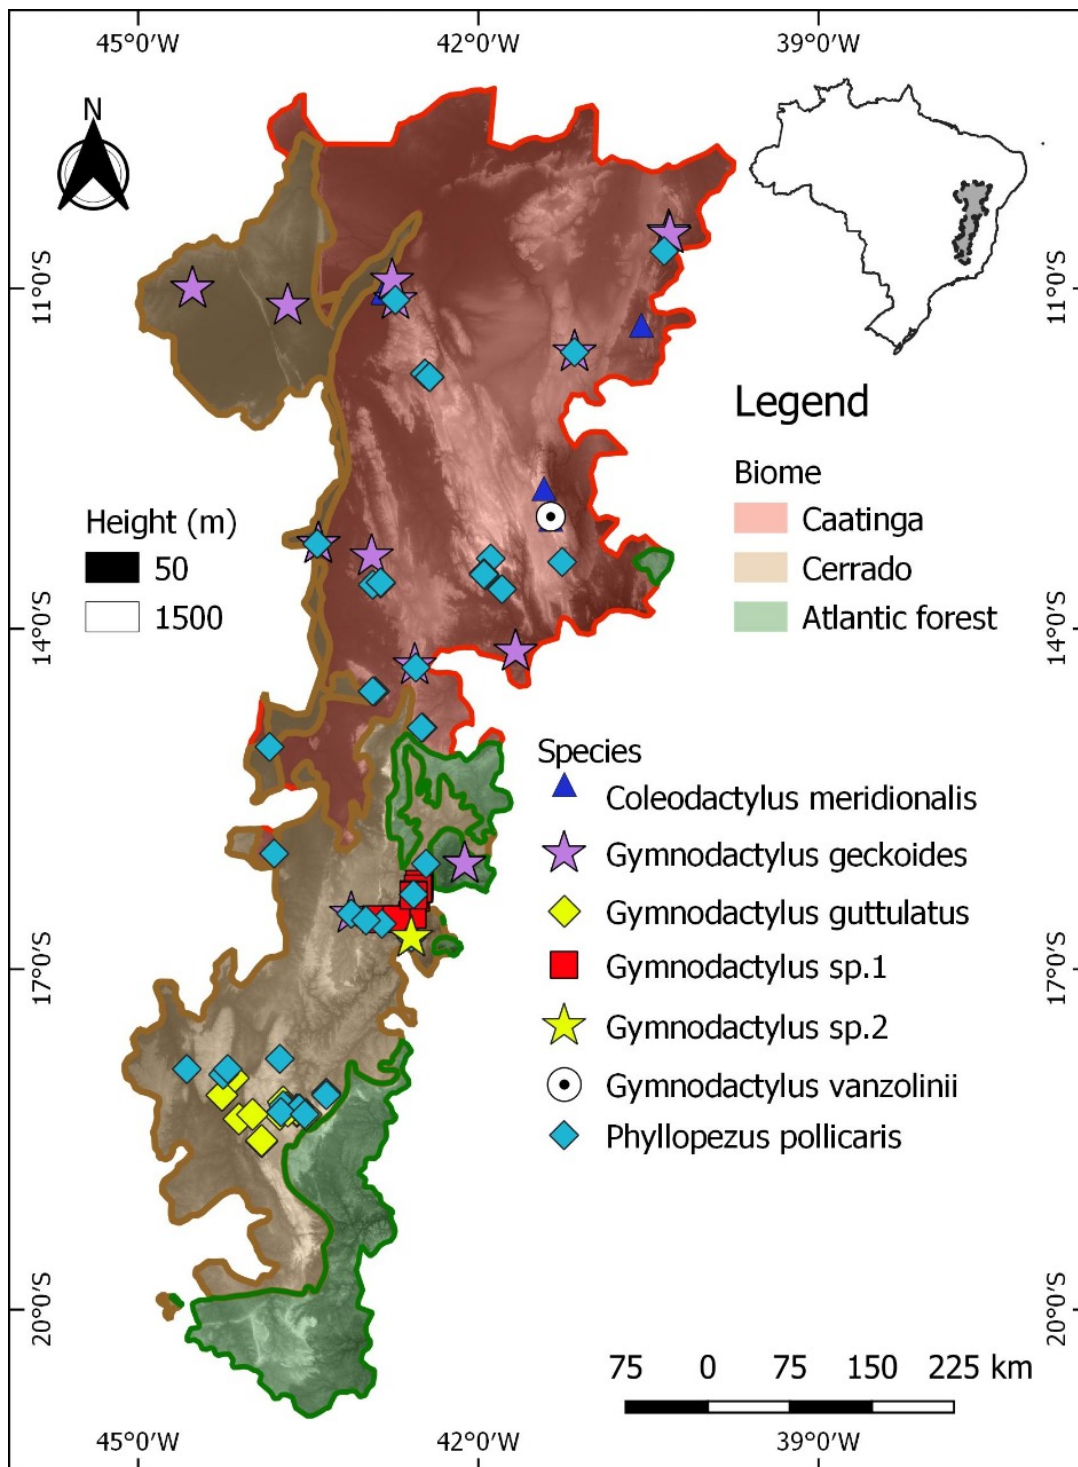 45°0'W 42°0'W 39°0'W
N
11°0'S 11°0'S
Legend
Biome
Caatinga
Cerrado
Atlantic forest
Height (m)
50
1500
14°0'S 14°0'S
Species
Coleodactylus meridionalis
Gymnodactylus geckoides
Gymnodactylus guttulatus
Gymnodactylus sp.1
Gymnodactylus sp.2
Gymnodactylus vanzolinii
Phyllopezus pollicaris
17°0'S 17°0'S
20°0'S 20°0'S
75 0 75 150 225 km
45°0'W 42°0'W 39°0'W